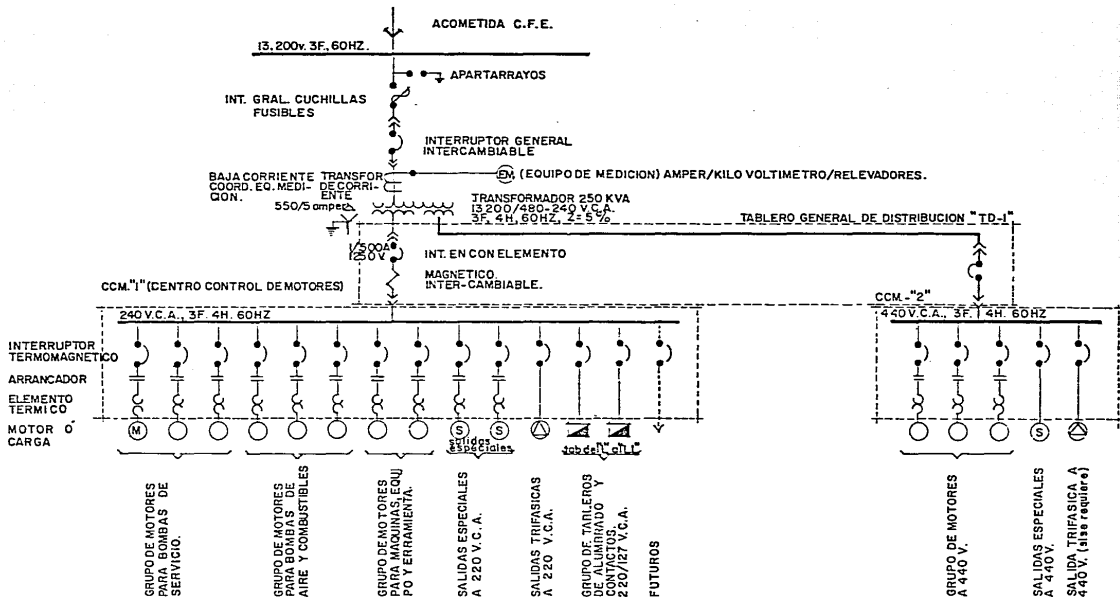 ACOMETIDA C.F.E.
13,200v. 3F., 60HZ.
APARTARRAYOS
INT. GRAL. CUCHILLAS
FUSIBLES
INTERRUPTOR GENERAL
INTERCAMBIABLE
BAJA CORRIENTE TRANSFOR
COORD. EQ. MEDI- DE CORRI-
CION. ENTE
550/5 amper.
EM. (EQUIPO DE MEDICION) AMPER/KILO VOLTIMETRO/RELEVADORES.
TRANSFORMADOR 250 KVA
13200/480-240 V.C.A.
3F, 4H, 60HZ, Z=5%
TABLERO GENERAL DE DISTRIBUCION "TD-1"
INT. EN CON ELEMENTO
MAGNETICO.
INTER-CAMBIABLE.
CCM."1" (CENTRO CONTROL DE MOTORES)
CCM.-"2"
240 V.C.A., 3F. 4H. 60HZ
440V.C.A., 3F. 4H. 60HZ
INTERRUPTOR
TERMOMAGNETICO
ARRANCADOR
ELEMENTO
TERMICO
MOTOR O'
CARGA
M
S
S
S
salidas
especiales
GRUPO DE MOTORES
PARA BOMBAS DE
SERVICIO.
GRUPO DE MOTORES
PARA BOMBAS DE
AIRE Y COMBUSTIBLES
GRUPO DE MOTORES
PARA MAQUINAS, EQUI
PO Y ERRAMIENTA.
SALIDAS ESPECIALES
A 220 V. C. A.
SALIDAS TRIFASICAS
A 220 V.C.A.
GRUPO DE TABLEROS
DE ALUMBRADO Y
CONTACTOS.
220/127 V.C.A.
FUTUROS
GRUPO DE MOTORES
A 440 V.
SALIDAS ESPECIALES
A 440V.
SALIDA TRIFASICA A
440 V. (si se requiere)